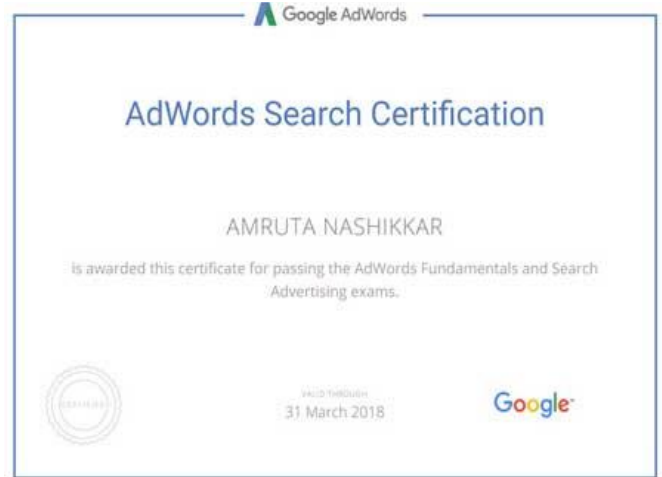 Google AdWords
AdWords Search Certification
AMRUTA NASHIKKAR
is awarded this certificate for passing the AdWords Fundamentals and Search
Advertising exams.
CERTIFIED
VALID THROUGH
31 March 2018
Google